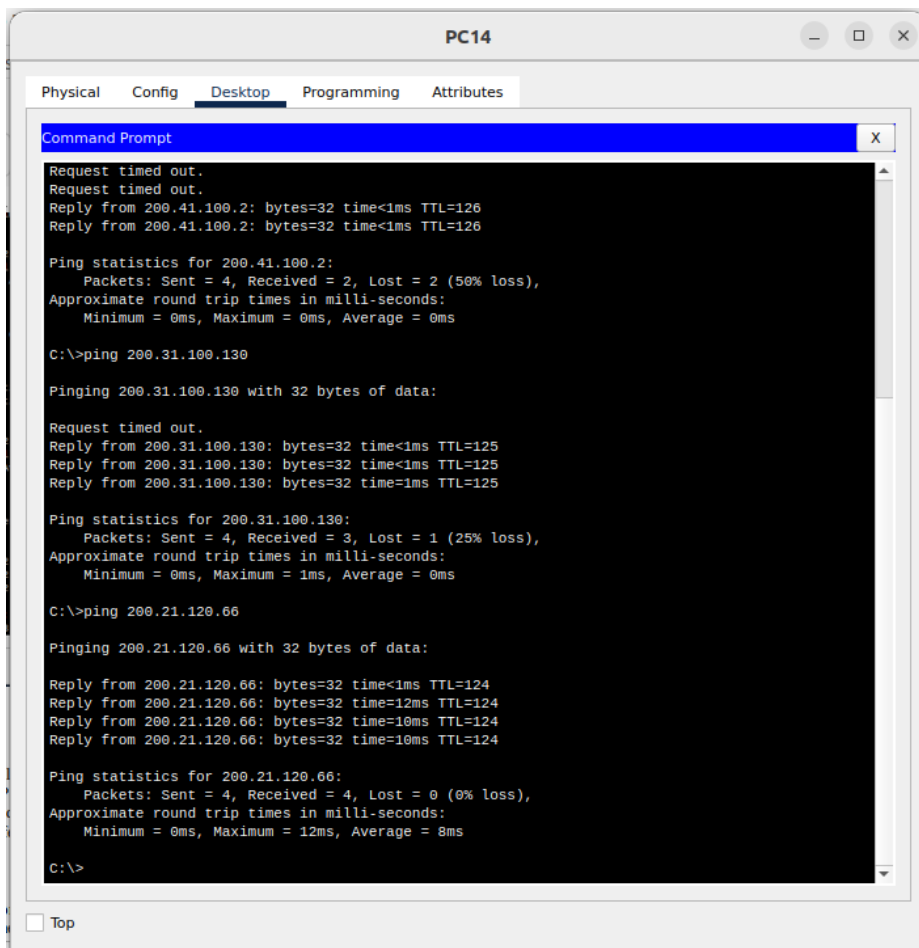 PC14
Physical Config Desktop Programming Attributes
Command Prompt X
Request timed out.
Request timed out.
Reply from 200.41.100.2: bytes=32 time<1ms TTL=126
Reply from 200.41.100.2: bytes=32 time<1ms TTL=126
Ping statistics for 200.41.100.2:
Packets: Sent = 4, Received = 2, Lost = 2 (50% loss),
Approximate round trip times in milli-seconds:
Minimum = 0ms, Maximum = 0ms, Average = 0ms
C:\>ping 200.31.100.130
Pinging 200.31.100.130 with 32 bytes of data:
Request timed out.
Reply from 200.31.100.130: bytes=32 time<1ms TTL=125
Reply from 200.31.100.130: bytes=32 time<1ms TTL=125
Reply from 200.31.100.130: bytes=32 time=1ms TTL=125
Ping statistics for 200.31.100.130:
Packets: Sent = 4, Received = 3, Lost = 1 (25% loss),
Approximate round trip times in milli-seconds:
Minimum = 0ms, Maximum = 1ms, Average = 0ms
C:\>ping 200.21.120.66
Pinging 200.21.120.66 with 32 bytes of data:
Reply from 200.21.120.66: bytes=32 time<1ms TTL=124
Reply from 200.21.120.66: bytes=32 time=12ms TTL=124
Reply from 200.21.120.66: bytes=32 time=10ms TTL=124
Reply from 200.21.120.66: bytes=32 time=10ms TTL=124
Ping statistics for 200.21.120.66:
Packets: Sent = 4, Received = 4, Lost = 0 (0% loss),
Approximate round trip times in milli-seconds:
Minimum = 0ms, Maximum = 12ms, Average = 8ms
C:\>
Top